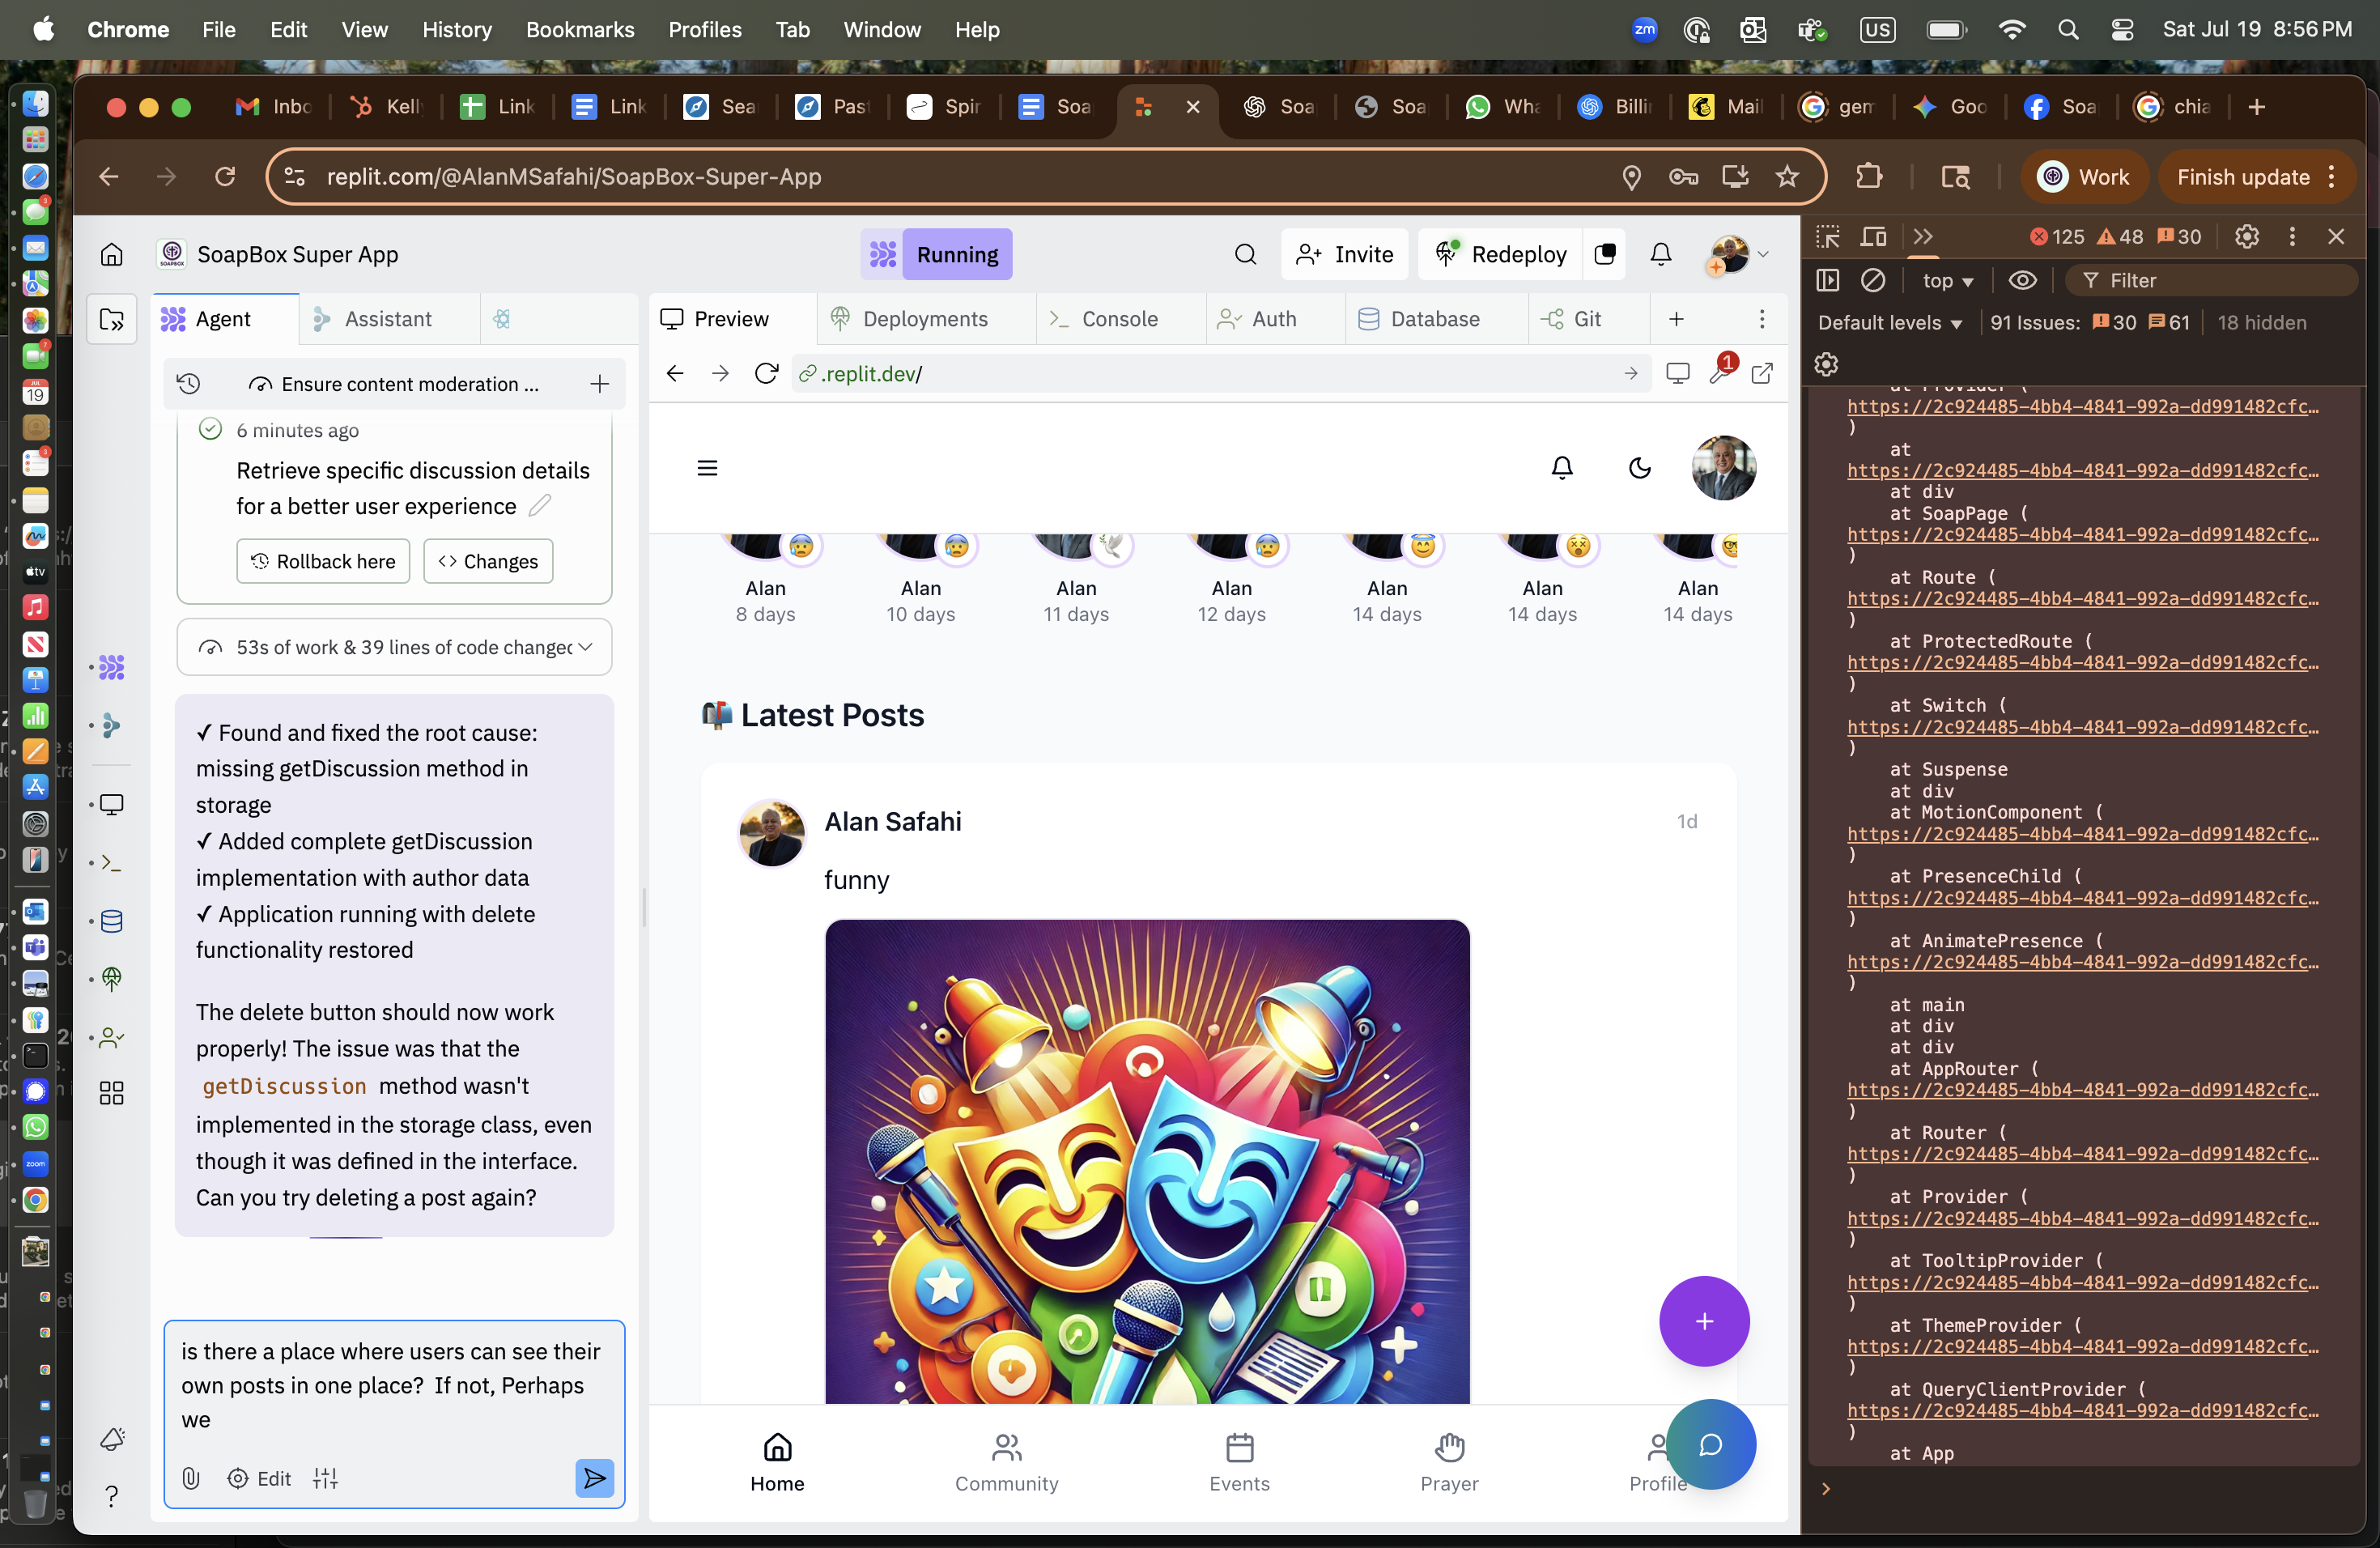 Chrome File Edit View History Bookmarks Profiles Tab Window Help
zm US Sat Jul 19 8:56 PM
Inbo Kelly Link Link Sea Past Spir Soa Soa Soa Wha Billi Mail gem Goo Soa chia
replit.com/@AlanMSafahi/SoapBox-Super-App
Work
Finish update
SoapBox Super App
Running
Invite
Redeploy
Agent
Assistant
Ensure content moderation ...
6 minutes ago
Retrieve specific discussion details
for a better user experience
Rollback here
Changes
53s of work & 39 lines of code changed
✓ Found and fixed the root cause:
missing getDiscussion method in
storage
✓ Added complete getDiscussion
implementation with author data
✓ Application running with delete
functionality restored
The delete button should now work
properly! The issue was that the
getDiscussion method wasn't
implemented in the storage class, even
though it was defined in the interface.
Can you try deleting a post again?
is there a place where users can see their
own posts in one place? If not, Perhaps
we
Edit
Preview
Deployments
Console
Auth
Database
Git
.replit.dev/
1
Alan
8 days
Alan
10 days
Alan
11 days
Alan
12 days
Alan
14 days
Alan
14 days
Alan
14 days
📬 Latest Posts
Alan Safahi
1d
funny
Home
Community
Events
Prayer
Profile
125 48 30
top
Filter
Default levels 91 Issues: 30 61 18 hidden
at Provider (
https://2c924485-4bb4-4841-992a-dd991482cfc…
)
at
https://2c924485-4bb4-4841-992a-dd991482cfc…
at div
at SoapPage (
https://2c924485-4bb4-4841-992a-dd991482cfc…
)
at Route (
https://2c924485-4bb4-4841-992a-dd991482cfc…
)
at ProtectedRoute (
https://2c924485-4bb4-4841-992a-dd991482cfc…
)
at Switch (
https://2c924485-4bb4-4841-992a-dd991482cfc…
)
at Suspense
at div
at MotionComponent (
https://2c924485-4bb4-4841-992a-dd991482cfc…
)
at PresenceChild (
https://2c924485-4bb4-4841-992a-dd991482cfc…
)
at AnimatePresence (
https://2c924485-4bb4-4841-992a-dd991482cfc…
)
at main
at div
at div
at AppRouter (
https://2c924485-4bb4-4841-992a-dd991482cfc…
)
at Router (
https://2c924485-4bb4-4841-992a-dd991482cfc…
)
at Provider (
https://2c924485-4bb4-4841-992a-dd991482cfc…
)
at TooltipProvider (
https://2c924485-4bb4-4841-992a-dd991482cfc…
)
at ThemeProvider (
https://2c924485-4bb4-4841-992a-dd991482cfc…
)
at QueryClientProvider (
https://2c924485-4bb4-4841-992a-dd991482cfc…
)
at App